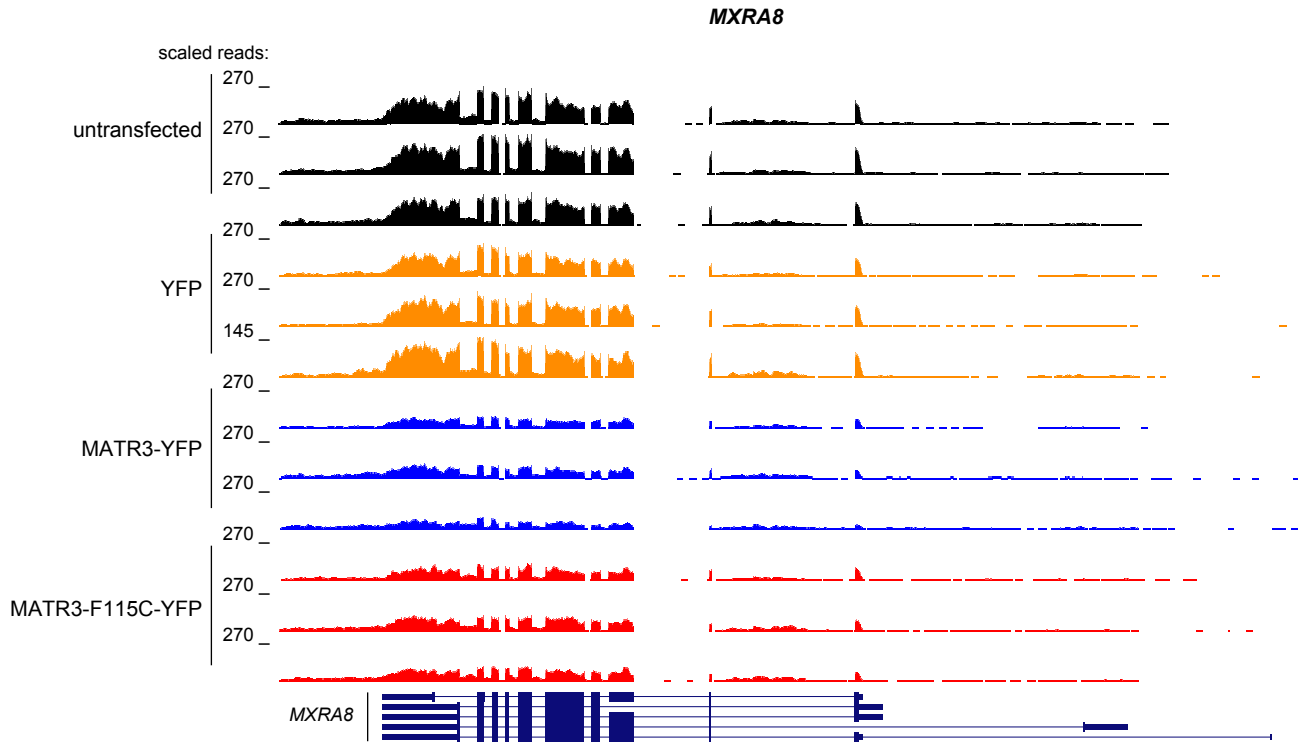 MXRA8
scaled reads:
270 _
untransfected
270 _
270 _
270 _
YFP
270 _
145 _
270 _
MATR3-YFP
270 _
270 _
270 _
MATR3-F115C-YFP
270 _
270 _
MXRA8